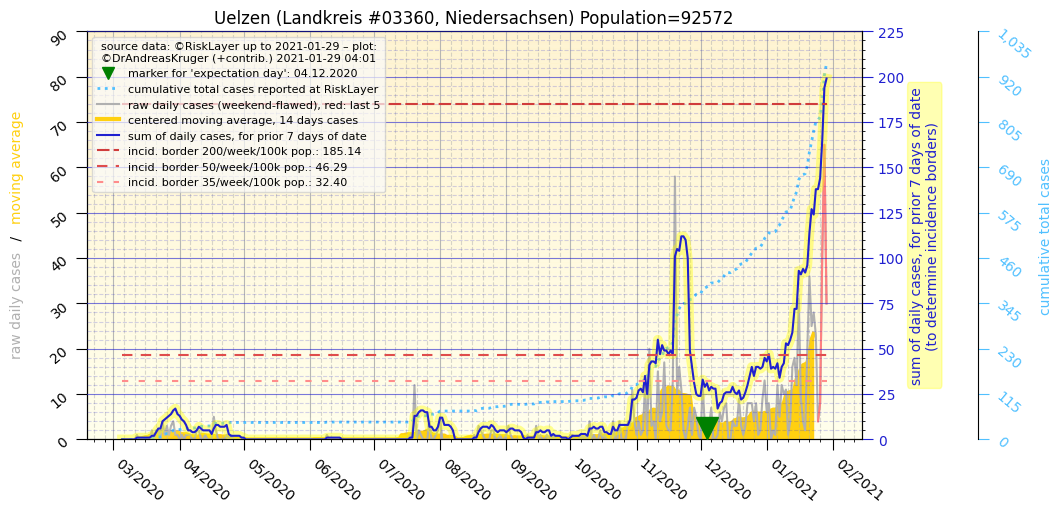 Uelzen (Landkreis #03360, Niedersachsen) Population=92572
source data: ©RiskLayer up to 2021-01-29 – plot:
©DrAndreasKruger (+contrib.) 2021-01-29 04:01
marker for 'expectation day': 04.12.2020
cumulative total cases reported at RiskLayer
raw daily cases (weekend-flawed), red: last 5
centered moving average, 14 days cases
sum of daily cases, for prior 7 days of date
incid. border 200/week/100k pop.: 185.14
incid. border 50/week/100k pop.: 46.29
incid. border 35/week/100k pop.: 32.40
raw daily cases / moving average
90
80
70
60
50
40
30
20
10
0
03/2020
04/2020
05/2020
06/2020
07/2020
08/2020
09/2020
10/2020
11/2020
12/2020
01/2021
02/2021
225
200
175
150
125
100
75
50
25
0
sum of daily cases, for prior 7 days of date
(to determine incidence borders)
1,035
920
805
690
575
460
345
230
115
0
cumulative total cases